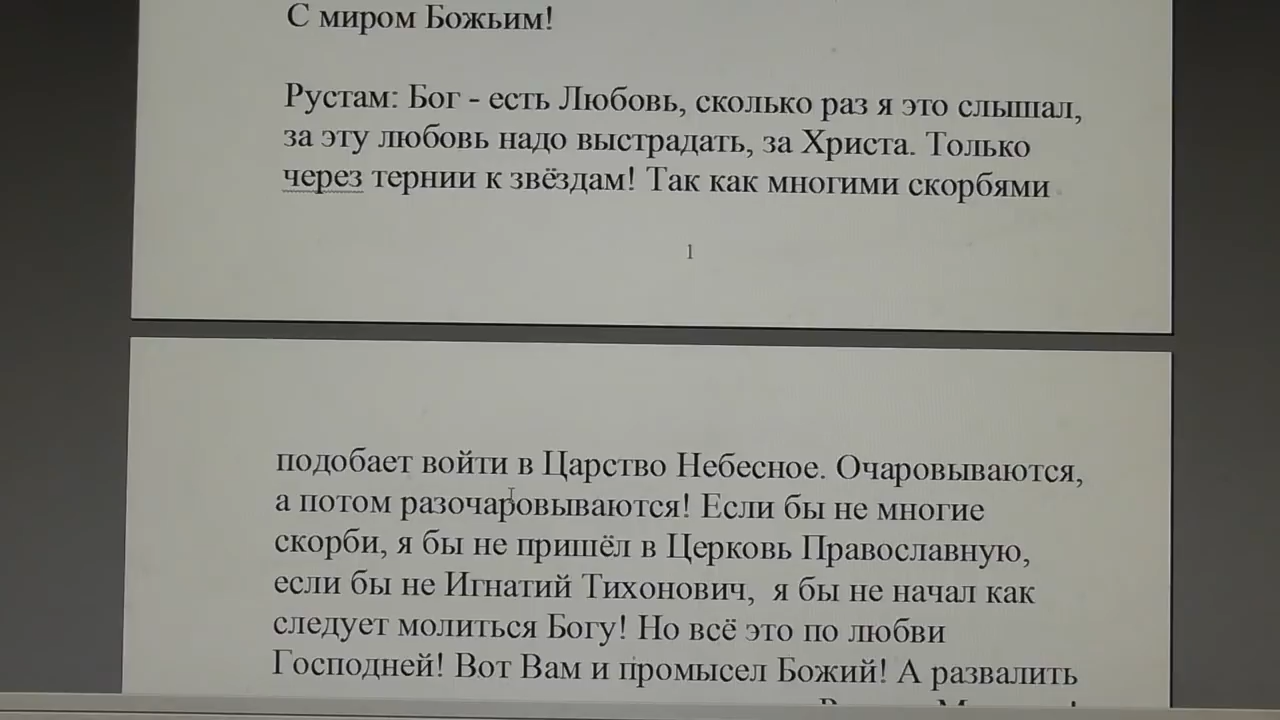 С миром Божьим!
Рустам: Бог - есть Любовь, сколько раз я это слышал,
за эту любовь надо выстрадать, за Христа. Только
через тернии к звёздам! Так как многими скорбями
1
подобает войти в Царство Небесное. Очаровываются,
а потом разочаровываются! Если бы не многие
скорби, я бы не пришёл в Церковь Православную,
если бы не Игнатий Тихонович,  я бы не начал как
следует молиться Богу! Но всё это по любви
Господней! Вот Вам и промысел Божий! А развалить